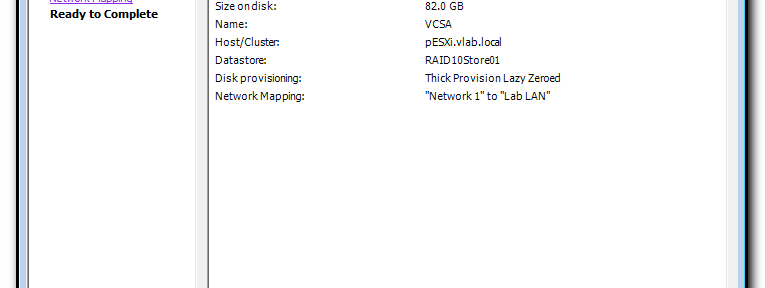 Network Mapping
Ready to Complete
Size on disk: 82.0 GB
Name: VCSA
Host/Cluster: pESXi.vlab.local
Datastore: RAID10Store01
Disk provisioning: Thick Provision Lazy Zeroed
Network Mapping: "Network 1" to "Lab LAN"